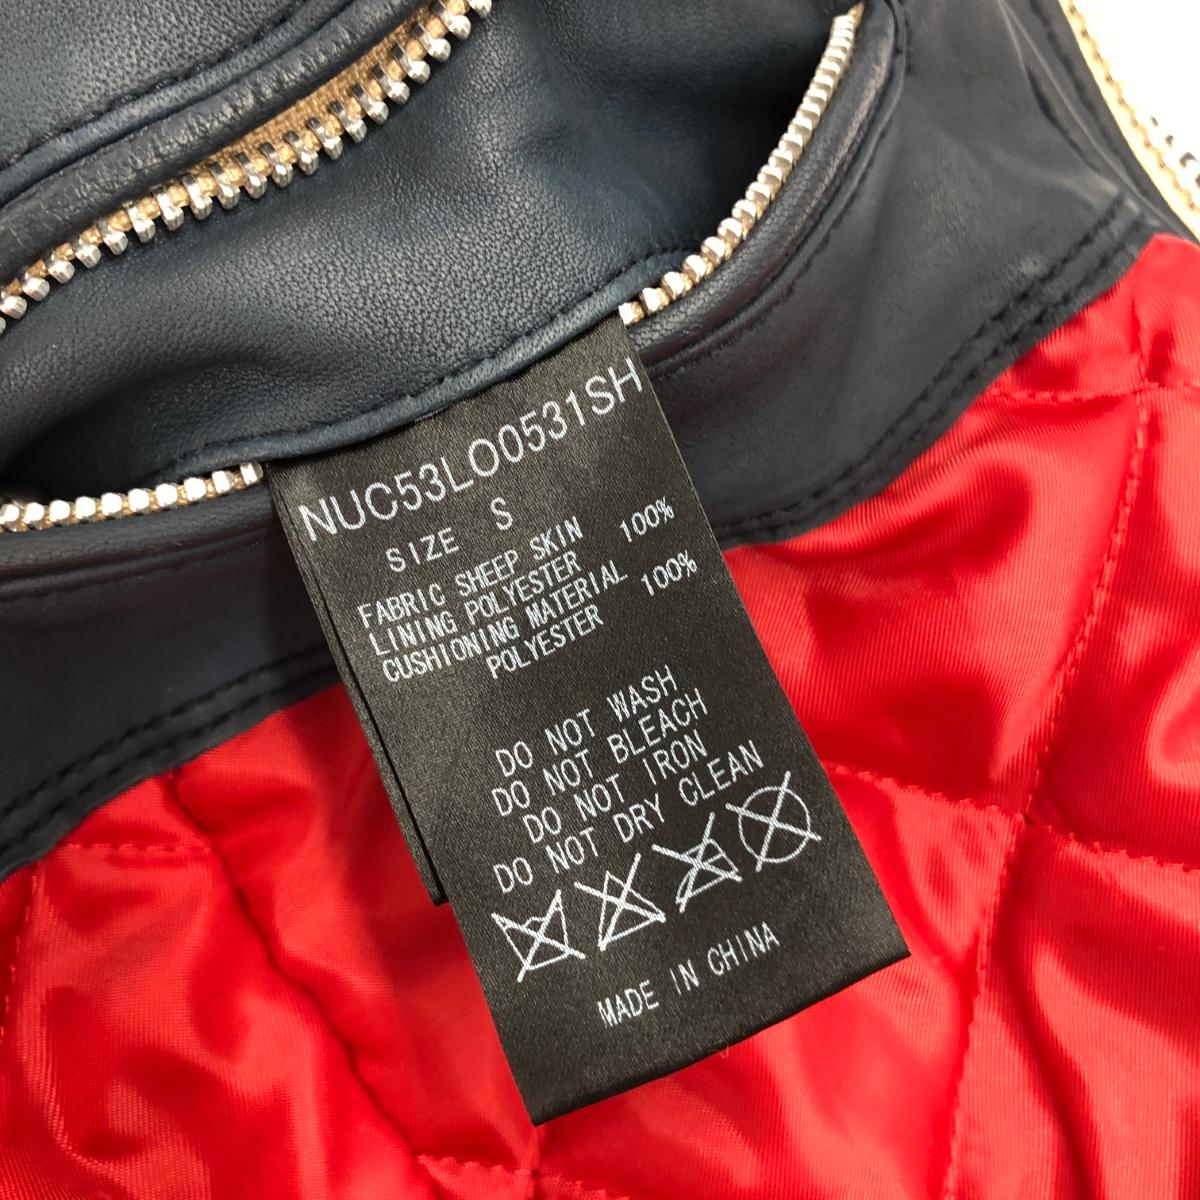 NUC53LO0531SH
SIZE S
FABRIC SHEEP SKIN 100%
LINING POLYESTER
CUSHIONING MATERIAL 100%
POLYESTER
DO NOT WASH
DO NOT BLEACH
DO NOT IRON
DO NOT DRY CLEAN
MADE IN CHINA